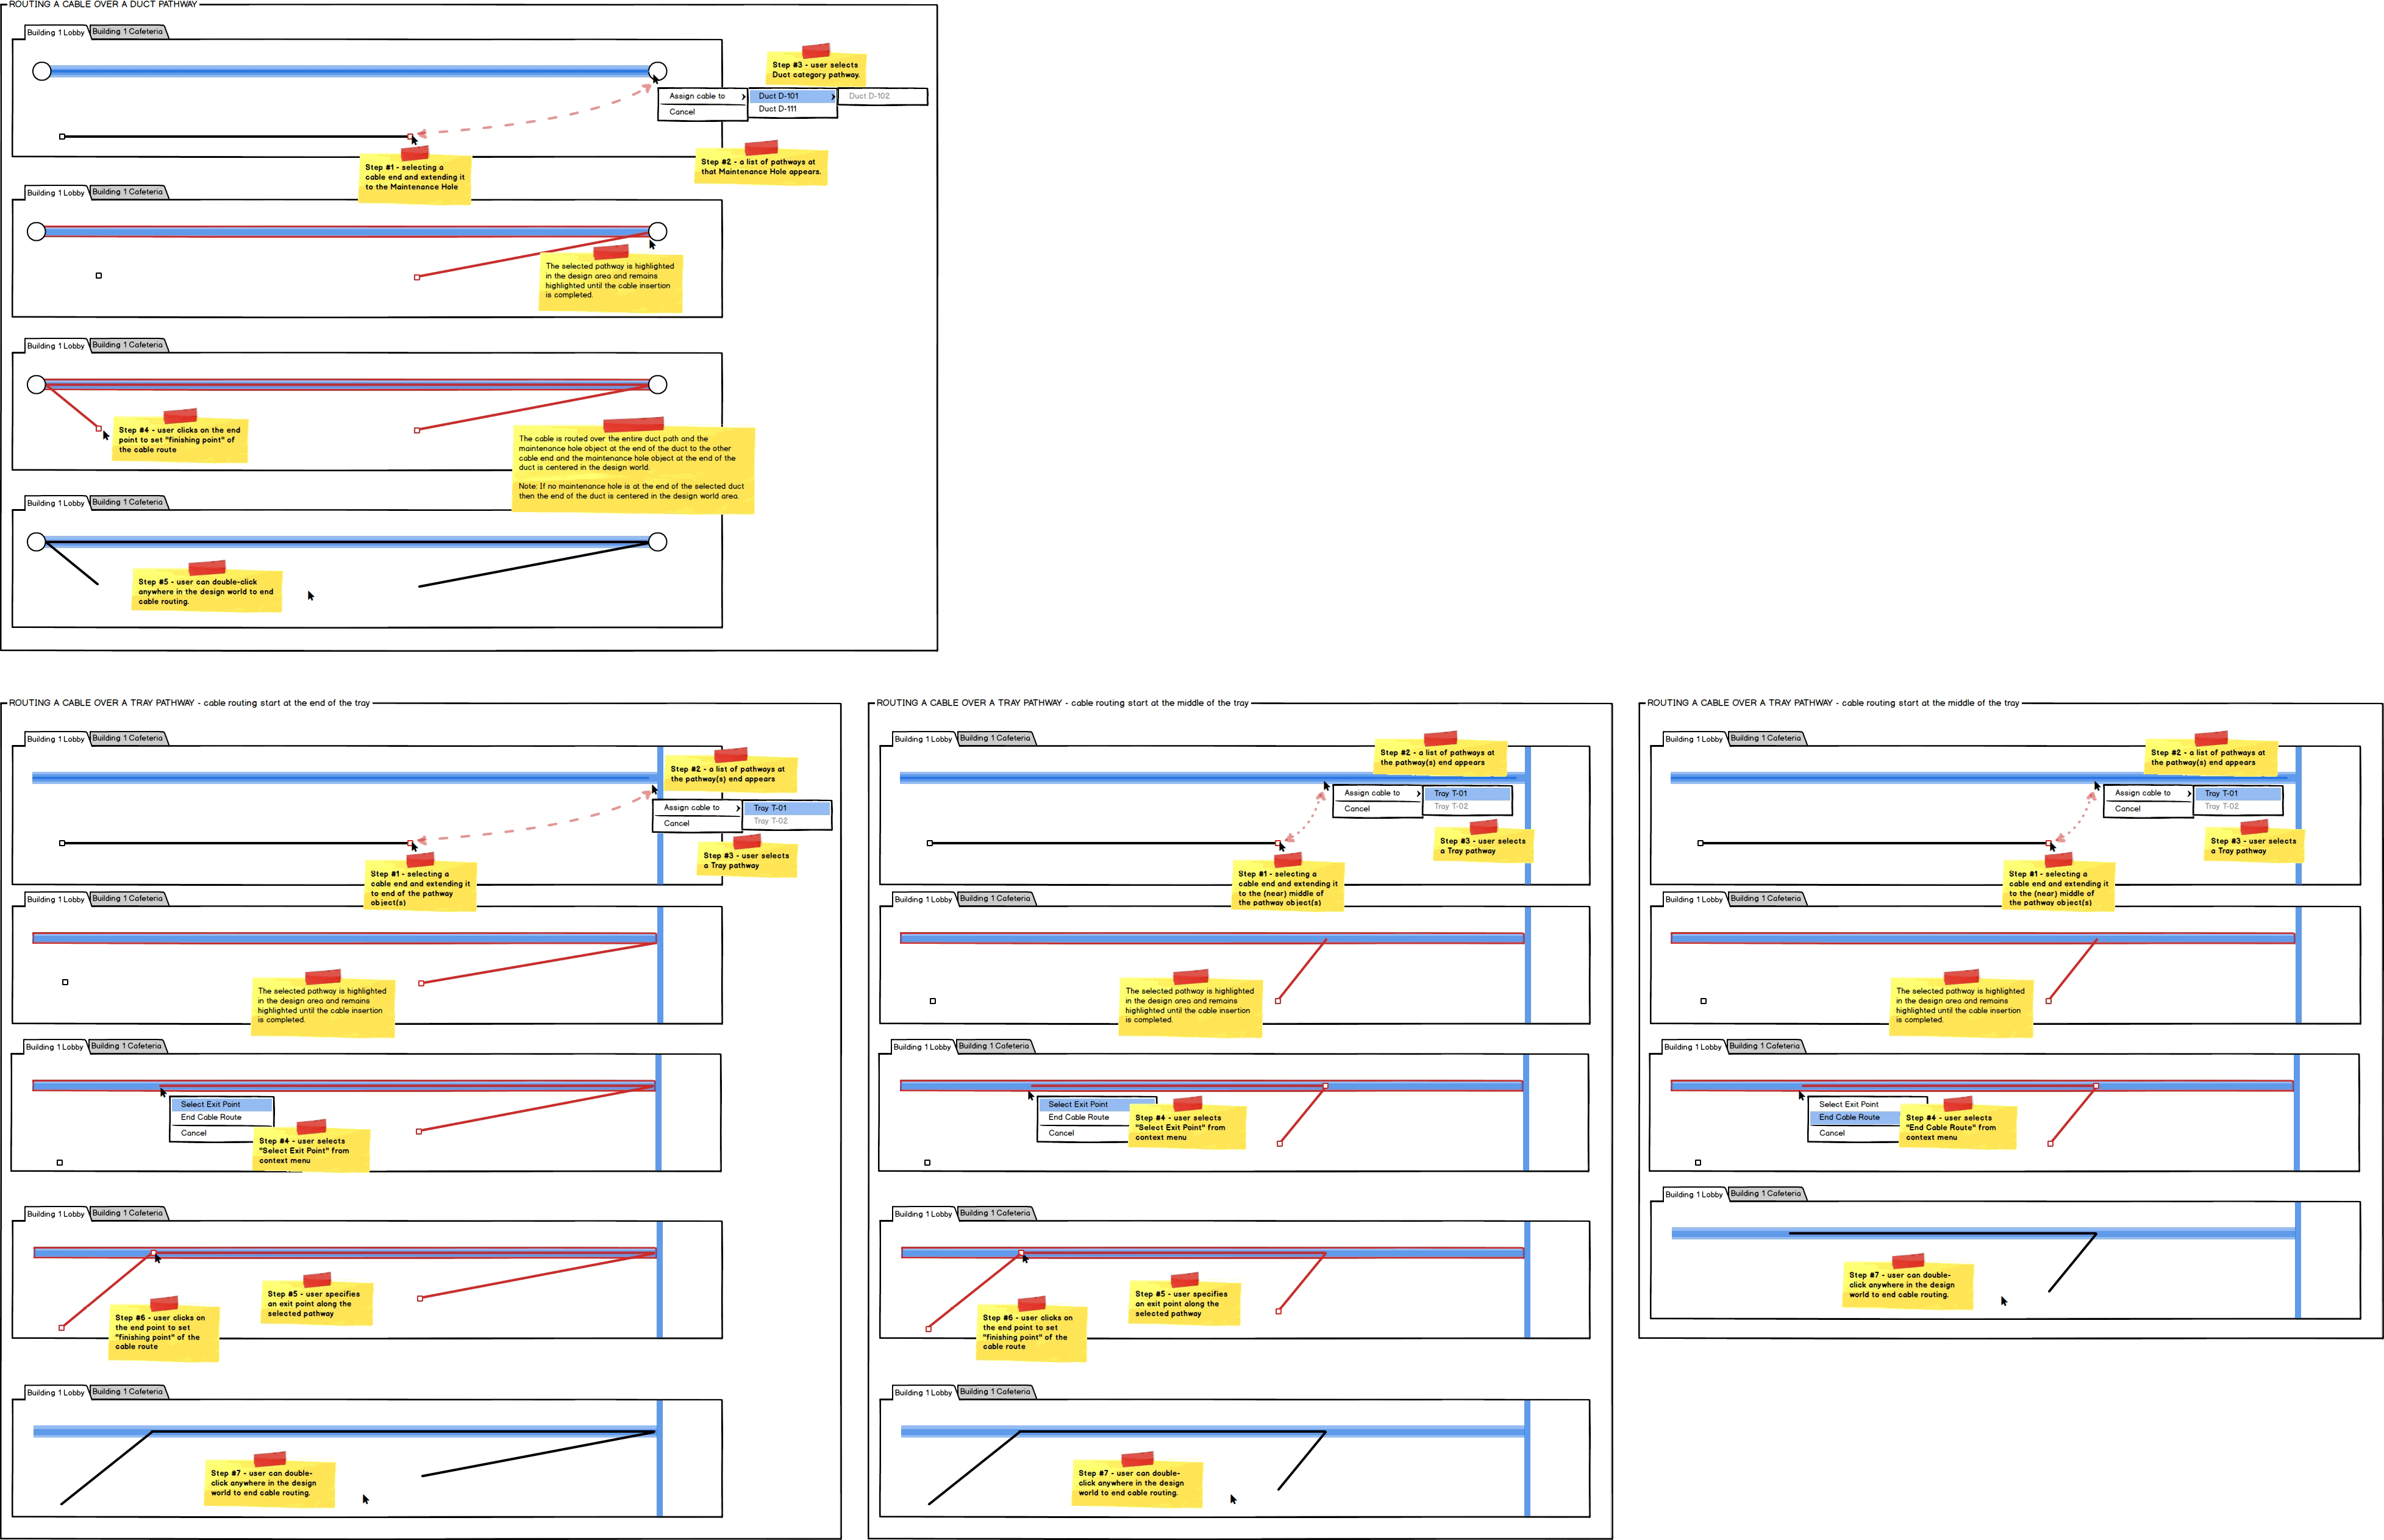 ROUTING A CABLE OVER A DUCT PATHWAY
Building 1 Lobby
Building 1 Cafeteria
Step #3 - user selects
Duct category pathway.
Assign cable to
Cancel
Duct D-101
Duct D-111
Duct D-102
Step #1 - selecting a
cable end and extending it
to the Maintenance Hole
Step #2 - a list of pathways at
that Maintenance Hole appears.
Building 1 Lobby
Building 1 Cafeteria
The selected pathway is highlighted
in the design area and remains
highlighted until the cable insertion
is completed.
Building 1 Lobby
Building 1 Cafeteria
Step #4 - user clicks on the end
point to set "finishing point" of
the cable route
The cable is routed over the entire duct path and the
maintenance hole object at the end of the duct to the other
cable end and the maintenance hole object at the end of the
duct is centered in the design world.
Note: If no maintenance hole is at the end of the selected duct
then the end of the duct is centered in the design world area.
Building 1 Lobby
Building 1 Cafeteria
Step #5 - user can double-click
anywhere in the design world to end
cable routing.
ROUTING A CABLE OVER A TRAY PATHWAY - cable routing start at the end of the tray
Building 1 Lobby
Building 1 Cafeteria
Step #2 - a list of pathways at
the pathway(s) end appears
Assign cable to
Cancel
Tray T-01
Tray T-02
Step #3 - user selects
a Tray pathway
Step #1 - selecting a
cable end and extending it
to end of the pathway
object(s)
Building 1 Lobby
Building 1 Cafeteria
The selected pathway is highlighted
in the design area and remains
highlighted until the cable insertion
is completed.
Building 1 Lobby
Building 1 Cafeteria
Select Exit Point
End Cable Route
Cancel
Step #4 - user selects
"Select Exit Point" from
context menu
Building 1 Lobby
Building 1 Cafeteria
Step #5 - user specifies
an exit point along the
selected pathway
Step #6 - user clicks on
the end point to set
"finishing point" of the
cable route
Building 1 Lobby
Building 1 Cafeteria
Step #7 - user can double-
click anywhere in the design
world to end cable routing.
ROUTING A CABLE OVER A TRAY PATHWAY - cable routing start at the middle of the tray
Building 1 Lobby
Building 1 Cafeteria
Step #2 - a list of pathways at
the pathway(s) end appears
Assign cable to
Cancel
Tray T-01
Tray T-02
Step #3 - user selects
a Tray pathway
Step #1 - selecting a
cable end and extending it
to the (near) middle of
the pathway object(s)
Building 1 Lobby
Building 1 Cafeteria
The selected pathway is highlighted
in the design area and remains
highlighted until the cable insertion
is completed.
Building 1 Lobby
Building 1 Cafeteria
Select Exit Point
End Cable Route
Cancel
Step #4 - user selects
"Select Exit Point" from
context menu
Building 1 Lobby
Building 1 Cafeteria
Step #5 - user specifies
an exit point along the
selected pathway
Step #6 - user clicks on
the end point to set
"finishing point" of the
cable route
Building 1 Lobby
Building 1 Cafeteria
Step #7 - user can double-
click anywhere in the design
world to end cable routing.
ROUTING A CABLE OVER A TRAY PATHWAY - cable routing start at the middle of the tray
Building 1 Lobby
Building 1 Cafeteria
Step #2 - a list of pathways at
the pathway(s) end appears
Assign cable to
Cancel
Tray T-01
Tray T-02
Step #3 - user selects
a Tray pathway
Step #1 - selecting a
cable end and extending it
to the (near) middle of
the pathway object(s)
Building 1 Lobby
Building 1 Cafeteria
The selected pathway is highlighted
in the design area and remains
highlighted until the cable insertion
is completed.
Building 1 Lobby
Building 1 Cafeteria
Select Exit Point
End Cable Route
Cancel
Step #4 - user selects
"End Cable Route" from
context menu
Building 1 Lobby
Building 1 Cafeteria
Step #7 - user can double-
click anywhere in the design
world to end cable routing.